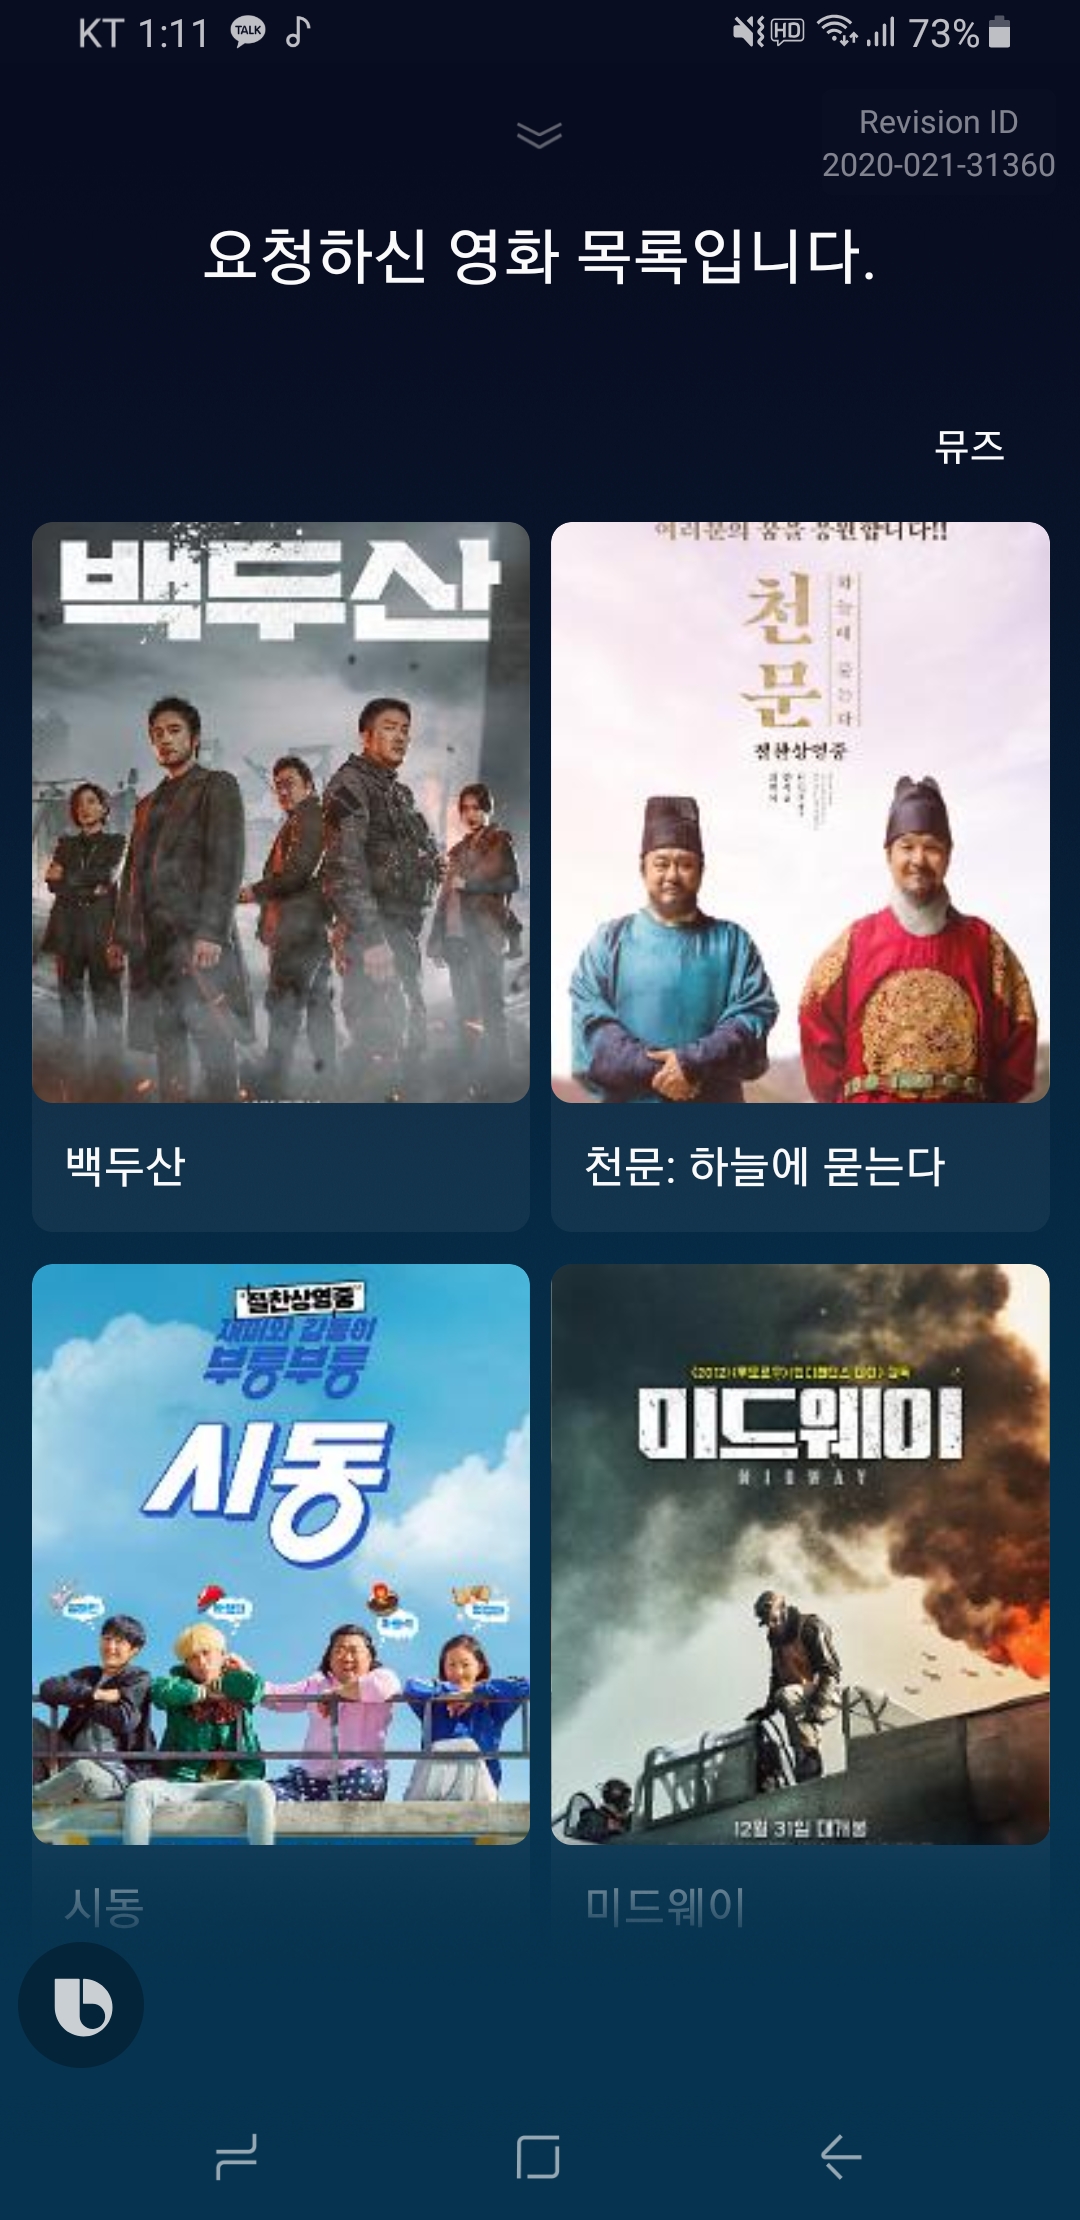 KT 1:11 TALK HD 73%
Revision ID
2020-021-31360
요청하신 영화 목록입니다.
뮤즈
백두산
여러분의 꿈을 응원합니다!!
천문
하늘에 묻는다
절찬상영중
백두산
천문: 하늘에 묻는다
절찬상영중
재미와 감동이
부릉부릉
시동
미드웨이
MIDWAY
12월 31일 대개봉
시동
미드웨이